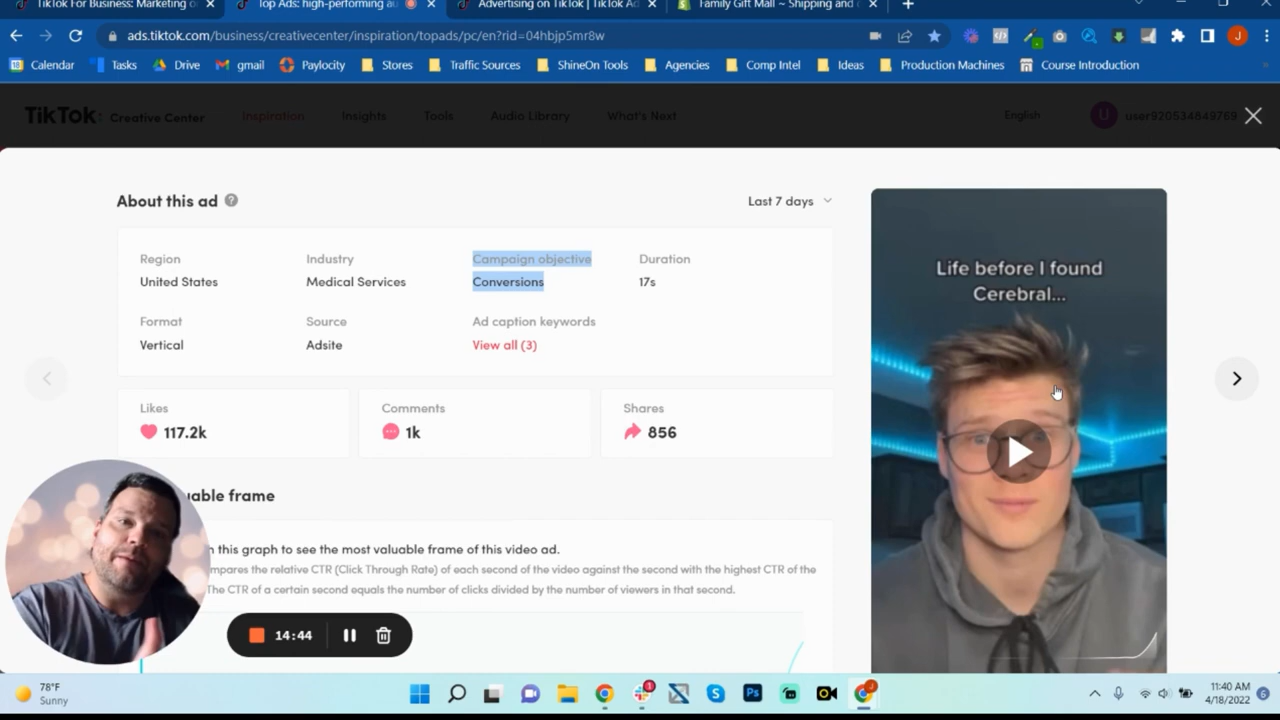 TikTok For Business: Marketing o
Top Ads: high-performing au
Advertising on TikTok | TikTok Ad
Family Gift Mall ~ Shipping and
ads.tiktok.com/business/creativecenter/inspiration/topads/pc/en?rid=04hbjp5mr8w
Calendar Tasks Drive gmail Paylocity Stores Traffic Sources ShineOn Tools Agencies Comp Intel Ideas Production Machines Course Introduction
TikTok: Creative Center Inspiration Insights Tools Audio Library What's Next English U user920534849769
About this ad ?
Last 7 days
Region Industry Campaign objective Duration
United States Medical Services Conversions 17s
Format Source Ad caption keywords
Vertical Adsite View all (3)
Likes Comments Shares
117.2k 1k 856
Life before I found
Cerebral...
uable frame
this graph to see the most valuable frame of this video ad.
mpares the relative CTR (Click Through Rate) of each second of the video against the second with the highest CTR of the
The CTR of a certain second equals the number of clicks divided by the number of viewers in that second.
14:44
78°F
Sunny
11:40 AM
4/18/2022